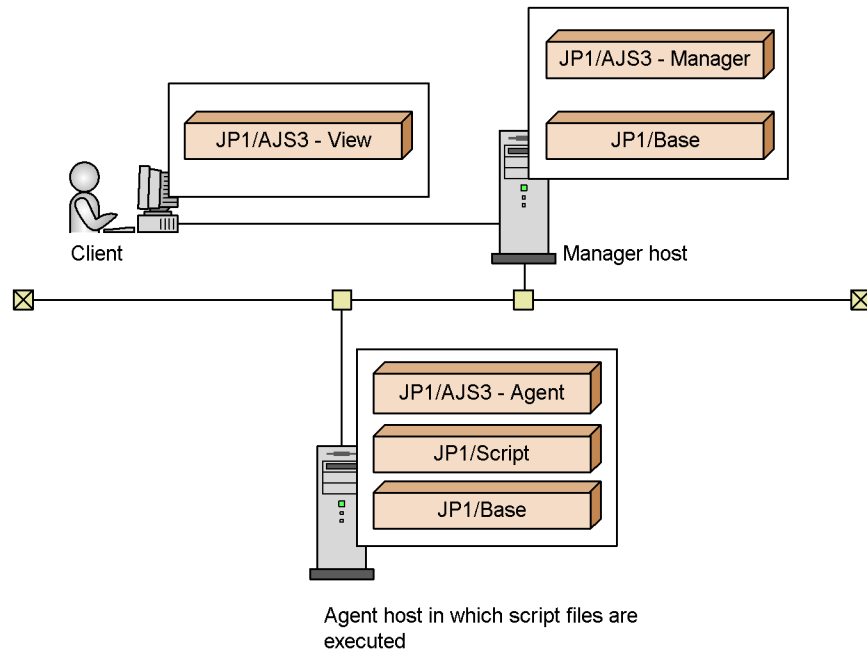 JP1/AJS3 - Manager
JP1/AJS3 - View
JP1/Base
Client
Manager host
JP1/AJS3 - Agent
JP1/Script
JP1/Base
Agent host in which script files are
executed